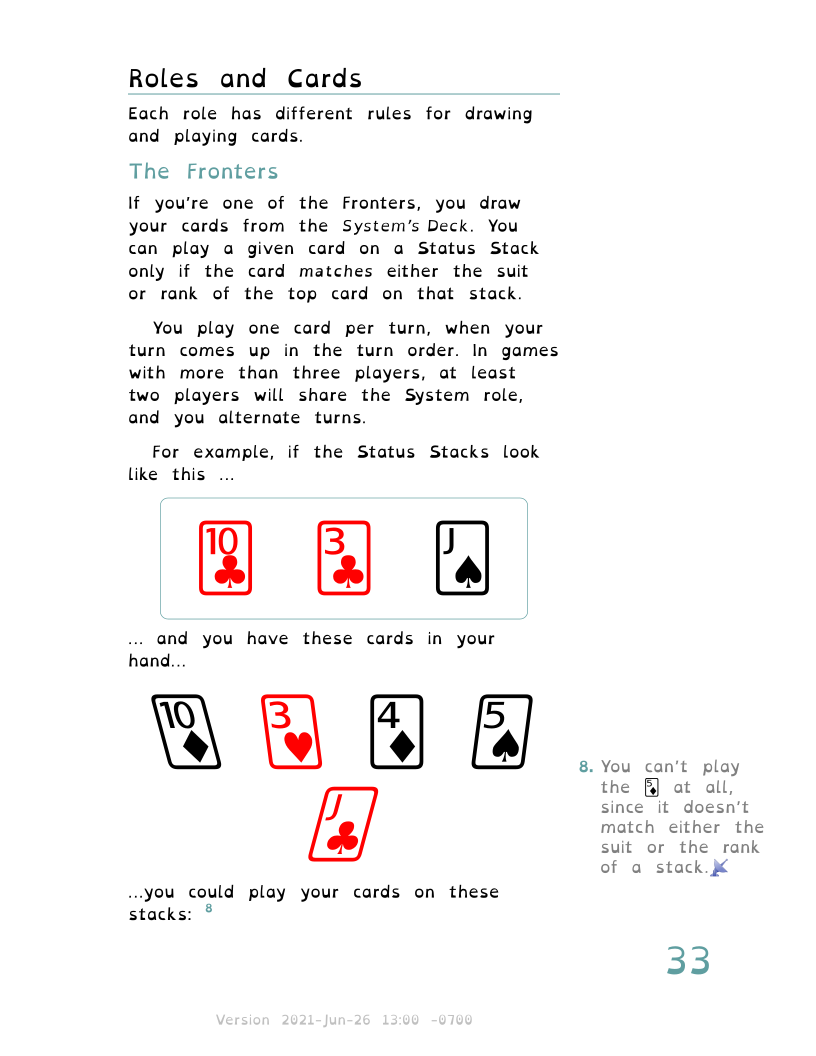 Roles and Cards
Each role has different rules for drawing
and playing cards.
The Fronters
If you're one of the Fronters, you draw
your cards from the System's Deck. You
can play a given card on a Status Stack
only if the card matches either the suit
or rank of the top card on that stack.
You play one card per turn, when your
turn comes up in the turn order. In games
with more than three players, at least
two players will share the System role,
and you alternate turns.
For example, if the Status Stacks look
like this ...
10♣ 3♣ J♠
... and you have these cards in your
hand...
10♦ 3♥ 4♦ 5♠
J♣
...you could play your cards on these
stacks: 8
8. You can't play
the 5♦ at all,
since it doesn't
match either the
suit or the rank
of a stack.
33
Version 2021-Jun-26 13:00 -0700